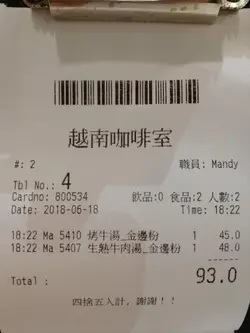 越南咖啡室
#: 2 職員: Mandy
Tbl No.: 4
Cardno: 800534 飲品:0 食品:2 人數:2
Date: 2018-06-18 Time: 18:22
18:22 Ma 5410 烤牛湯_金邊粉 1 45.0
18:22 Ma 5407 生熟牛肉湯_金邊粉 1 48.0
Total : 93.0
四捨五入計, 謝謝！！